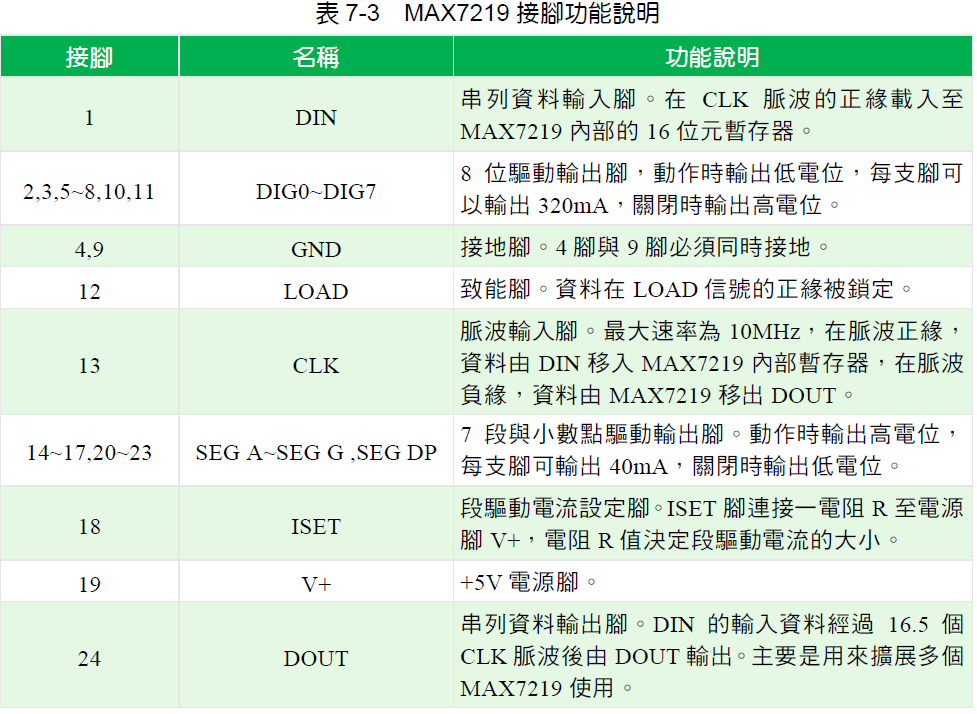 表 7-3 MAX7219 接腳功能說明
接腳 名稱 功能說明
1 DIN 串列資料輸入腳。在 CLK 脈波的正緣載入至
MAX7219 內部的 16 位元暫存器。
2,3,5~8,10,11 DIG0~DIG7 8 位驅動輸出腳，動作時輸出低電位，每支腳可
以輸出 320mA，關閉時輸出高電位。
4,9 GND 接地腳。4 腳與 9 腳必須同時接地。
12 LOAD 致能腳。資料在 LOAD 信號的正緣被鎖定。
13 CLK 脈波輸入腳。最大速率為 10MHz，在脈波正緣，
資料由 DIN 移入 MAX7219 內部暫存器，在脈波
負緣，資料由 MAX7219 移出 DOUT。
14~17,20~23 SEG A~SEG G ,SEG DP 7 段與小數點驅動輸出腳。動作時輸出高電位，
每支腳可輸出 40mA，關閉時輸出低電位。
18 ISET 段驅動電流設定腳。ISET 腳連接一電阻 R 至電源
腳 V+，電阻 R 值決定段驅動電流的大小。
19 V+ +5V 電源腳。
24 DOUT 串列資料輸出腳。DIN 的輸入資料經過 16.5 個
CLK 脈波後由 DOUT 輸出。主要是用來擴展多個
MAX7219 使用。